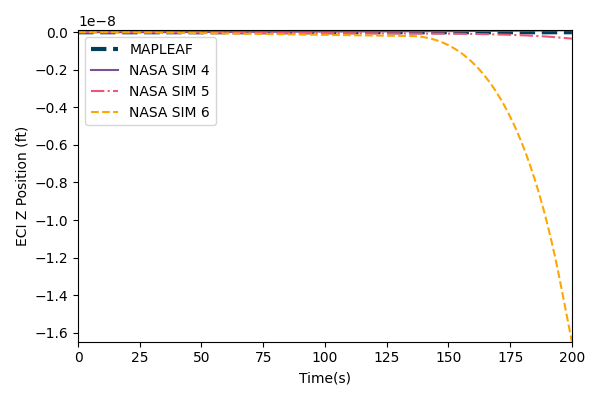 1e−8
0.0
−0.2
−0.4
−0.6
−0.8
−1.0
−1.2
−1.4
−1.6
ECI Z Position (ft)
MAPLEAF
NASA SIM 4
NASA SIM 5
NASA SIM 6
0 25 50 75 100 125 150 175 200
Time(s)